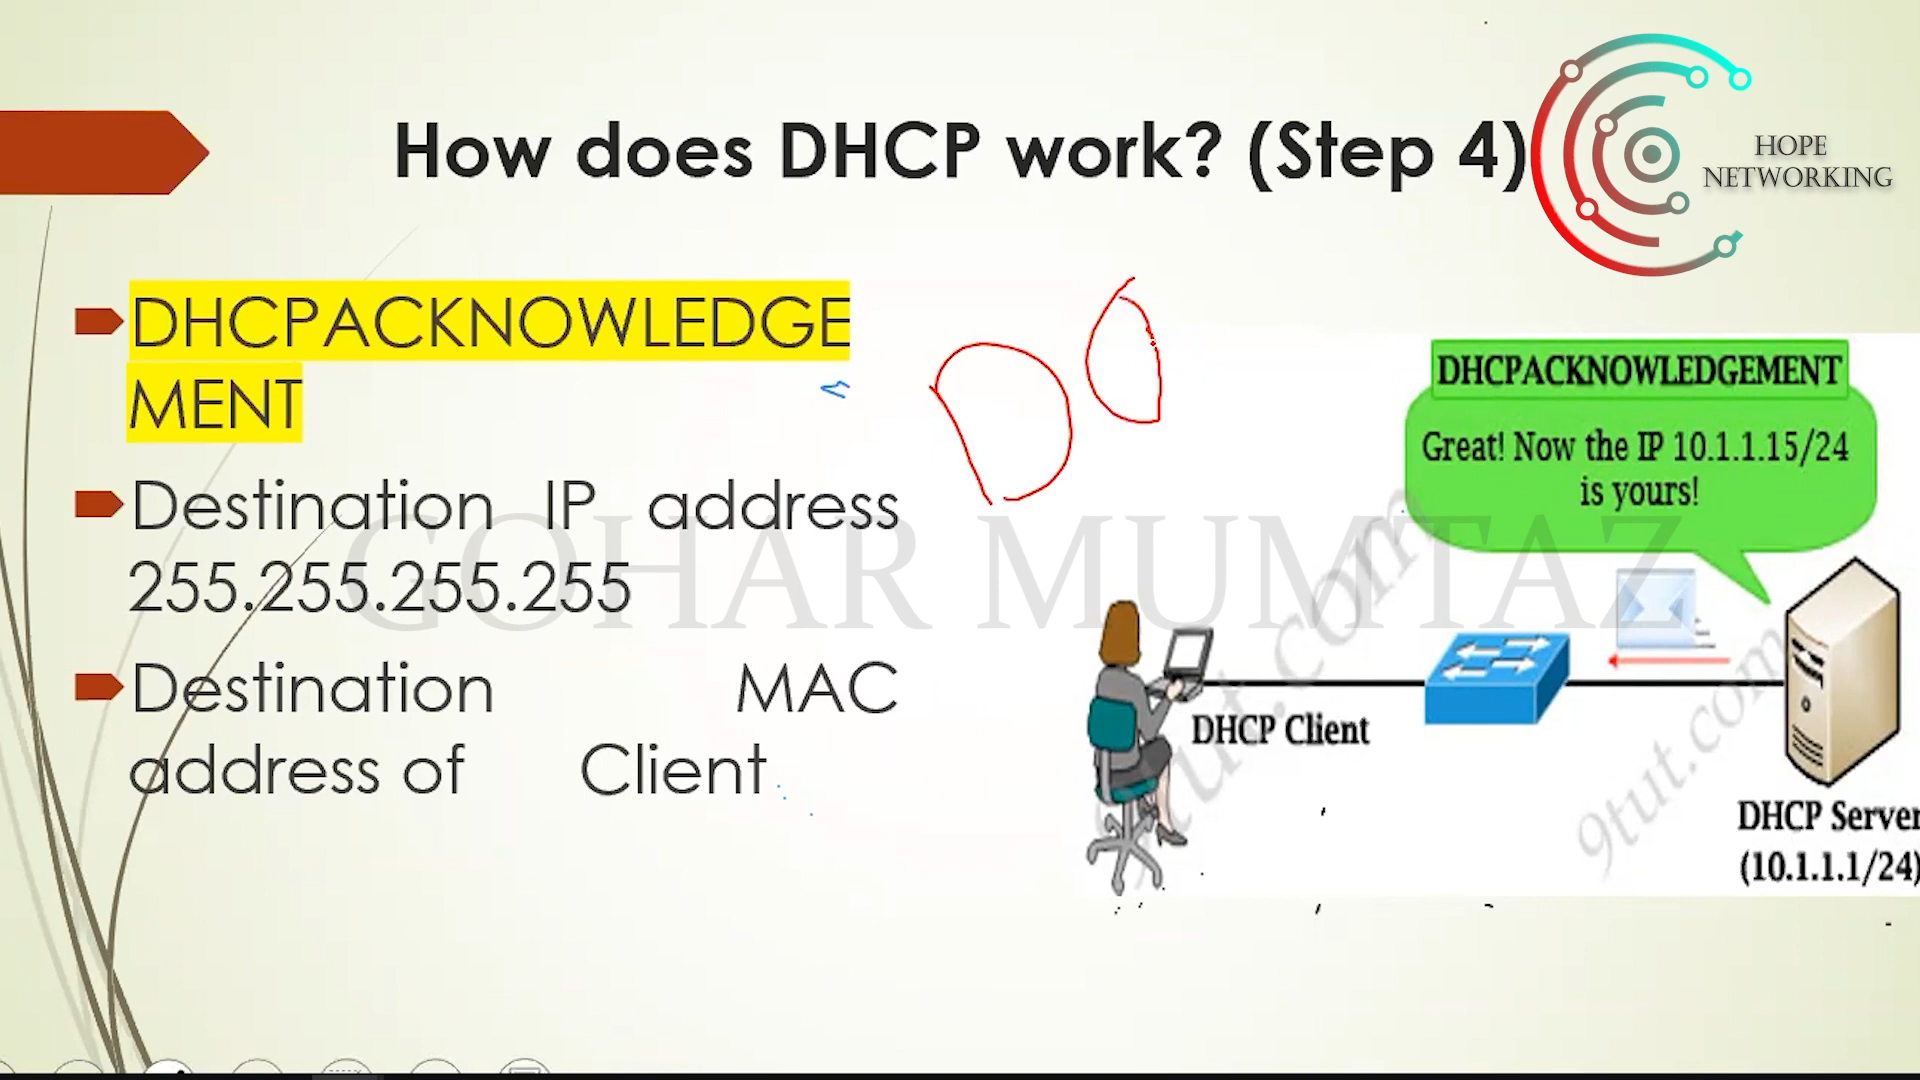 How does DHCP work? (Step 4)
HOPE
NETWORKING
DHCPACKNOWLEDGE
MENT
Destination IP address
255.255.255.255
Destination MAC
address of Client
DO
DHCPACKNOWLEDGEMENT
Great! Now the IP 10.1.1.15/24
is yours!
GOHAR MUMTAZ
9tut.com
DHCP Client
9tut.com
DHCP Server
(10.1.1.1/24)